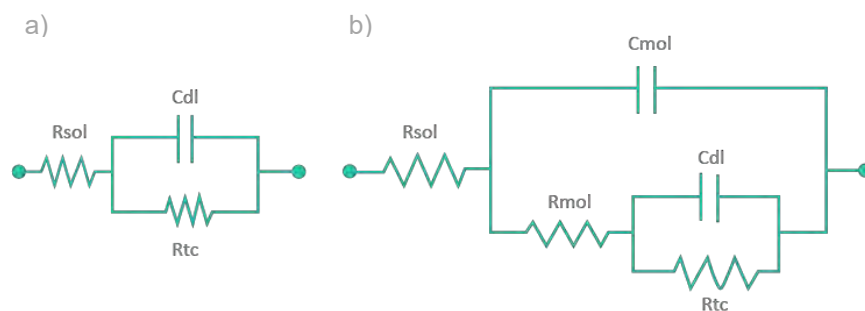 a)
Cdl
Rsol
Rtc
b)
Cmol
Rsol
Cdl
Rmol
Rtc